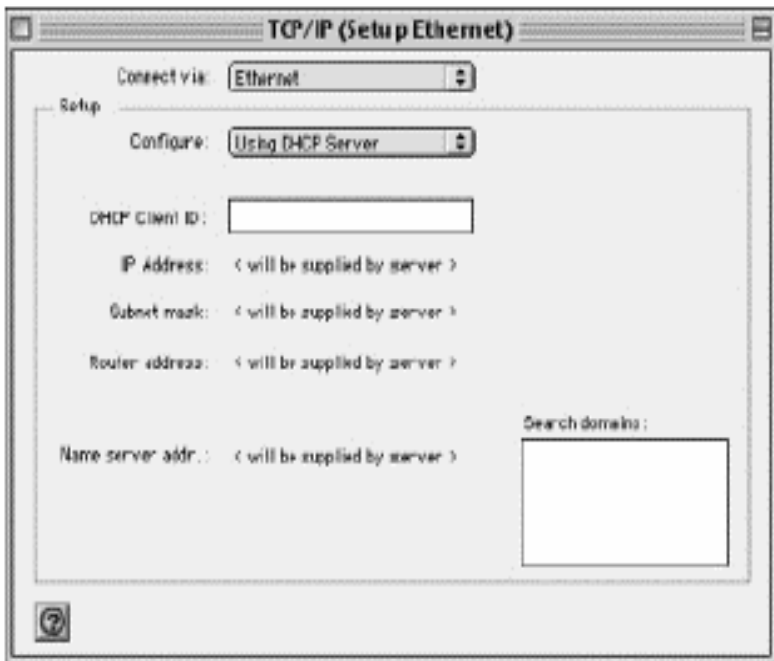 TCP/IP (Setup Ethernet)
Connect via: Ethernet
Setup
Configure: Using DHCP Server
DHCP Client ID:
IP Address: < will be supplied by server >
Subnet mask: < will be supplied by server >
Router address: < will be supplied by server >
Search domains:
Name server addr.: < will be supplied by server >
?